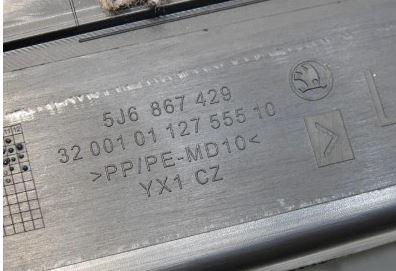 5J6 867 429
32 001 01 127 555 10
>PP/PE-MD10<
YX1 CZ